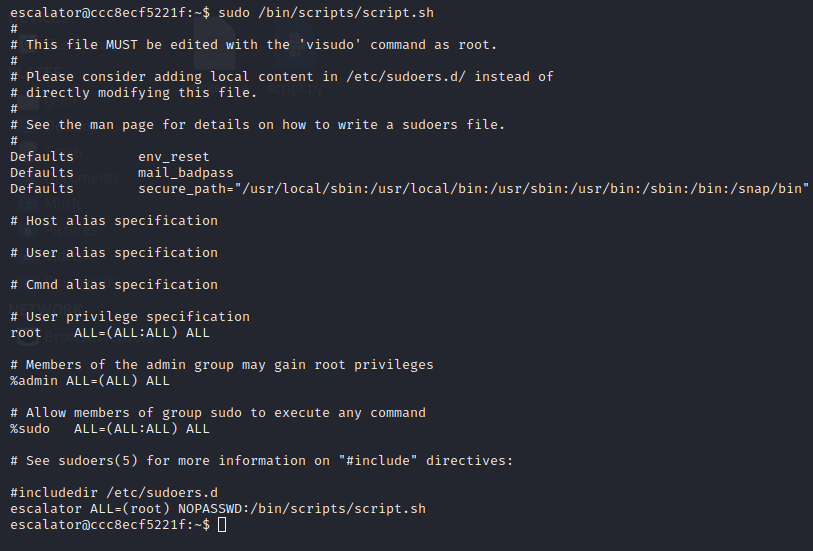 escalator@ccc8ecf5221f:~$ sudo /bin/scripts/script.sh
#
# This file MUST be edited with the 'visudo' command as root.
#
# Please consider adding local content in /etc/sudoers.d/ instead of
# directly modifying this file.
#
# See the man page for details on how to write a sudoers file.
#
Defaults        env_reset
Defaults        mail_badpass
Defaults        secure_path="/usr/local/sbin:/usr/local/bin:/usr/sbin:/usr/bin:/sbin:/bin:/snap/bin"
# Host alias specification
# User alias specification
# Cmnd alias specification
# User privilege specification
root    ALL=(ALL:ALL) ALL
# Members of the admin group may gain root privileges
%admin ALL=(ALL) ALL
# Allow members of group sudo to execute any command
%sudo   ALL=(ALL:ALL) ALL
# See sudoers(5) for more information on "#include" directives:
#includedir /etc/sudoers.d
escalator ALL=(root) NOPASSWD:/bin/scripts/script.sh
escalator@ccc8ecf5221f:~$